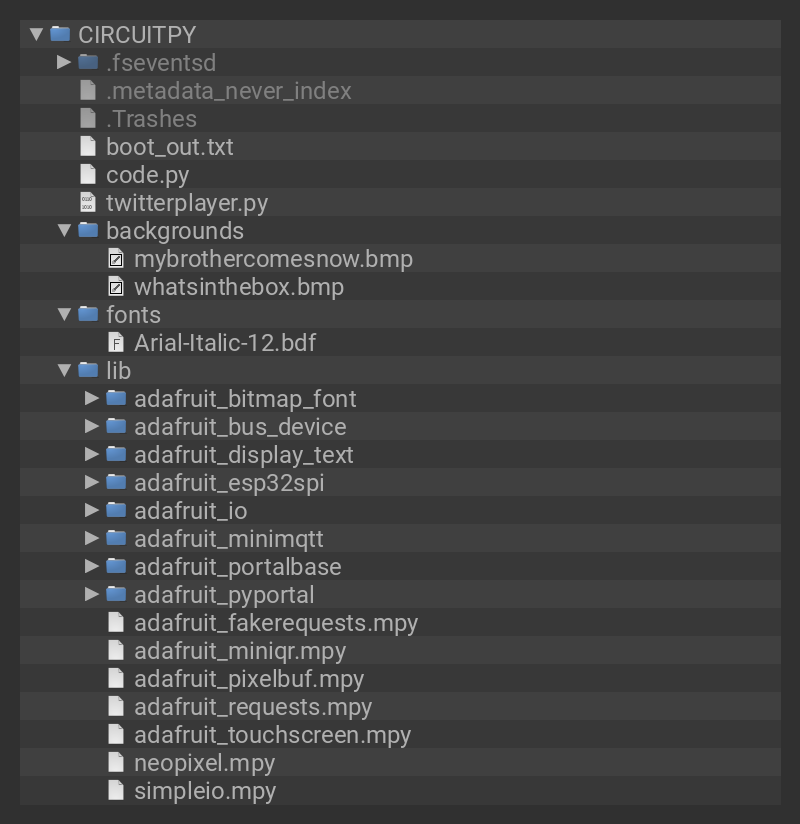 CIRCUITPY
.fseventsd
.metadata_never_index
.Trashes
boot_out.txt
code.py
twitterplayer.py
backgrounds
mybrothercomesnow.bmp
whatsinthebox.bmp
fonts
Arial-Italic-12.bdf
lib
adafruit_bitmap_font
adafruit_bus_device
adafruit_display_text
adafruit_esp32spi
adafruit_io
adafruit_minimqtt
adafruit_portalbase
adafruit_pyportal
adafruit_fakerequests.mpy
adafruit_miniqr.mpy
adafruit_pixelbuf.mpy
adafruit_requests.mpy
adafruit_touchscreen.mpy
neopixel.mpy
simpleio.mpy